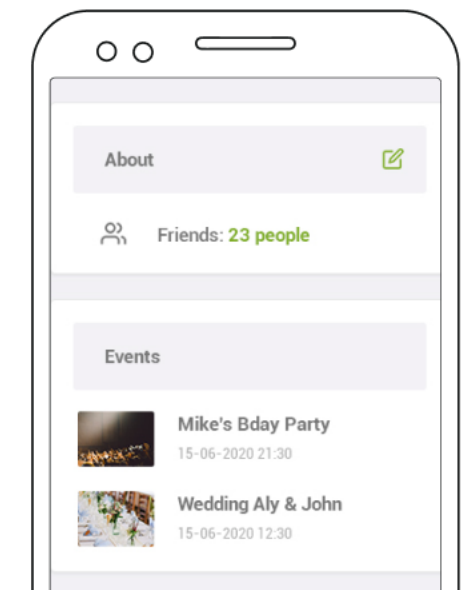 About
Friends: 23 people
Events
Mike's Bday Party
15-06-2020 21:30
Wedding Aly & John
15-06-2020 12:30